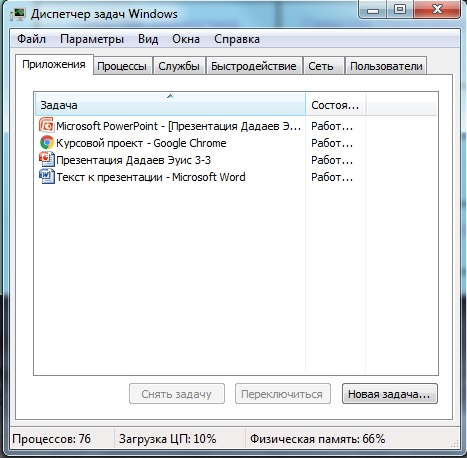 Диспетчер задач Windows
Файл Параметры Вид Окна Справка
Приложения Процессы Службы Быстродействие Сеть Пользователи
Задача Состоя...
Microsoft PowerPoint - [Презентация Дадаев Э... Работ...
Курсовой проект - Google Chrome Работ...
Презентация Дадаев Эуис 3-3 Работ...
Текст к презентации - Microsoft Word Работ...
Снять задачу Переключиться Новая задача...
Процессов: 76 Загрузка ЦП: 10% Физическая память: 66%